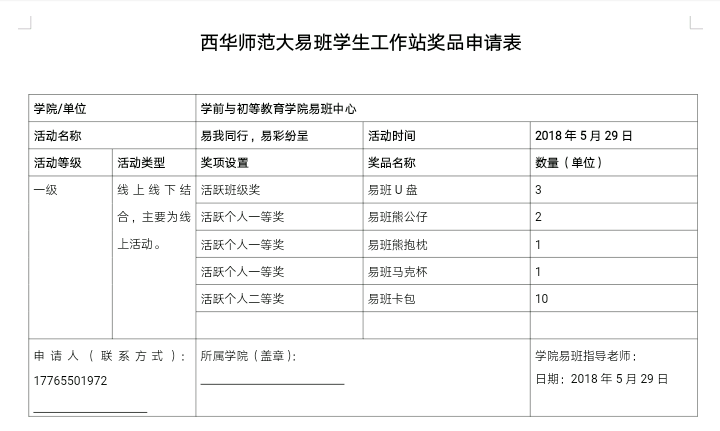 西华师范大易班学生工作站奖品申请表
学院/单位 学前与初等教育学院易班中心
活动名称 易我同行，易彩纷呈 活动时间 2018 年 5 月 29 日
活动等级 活动类型 奖项设置 奖品名称 数量（单位）
一级 线上线下结 活跃班级奖 易班 U 盘 3
合，主要为线 活跃个人一等奖 易班熊公仔 2
上活动。 活跃个人一等奖 易班熊抱枕 1
活跃个人一等奖 易班马克杯 1
活跃个人二等奖 易班卡包 10
申请人（联系方式）： 所属学院（盖章）： 学院易班指导老师：
17765501972 日期：2018 年 5 月 29 日